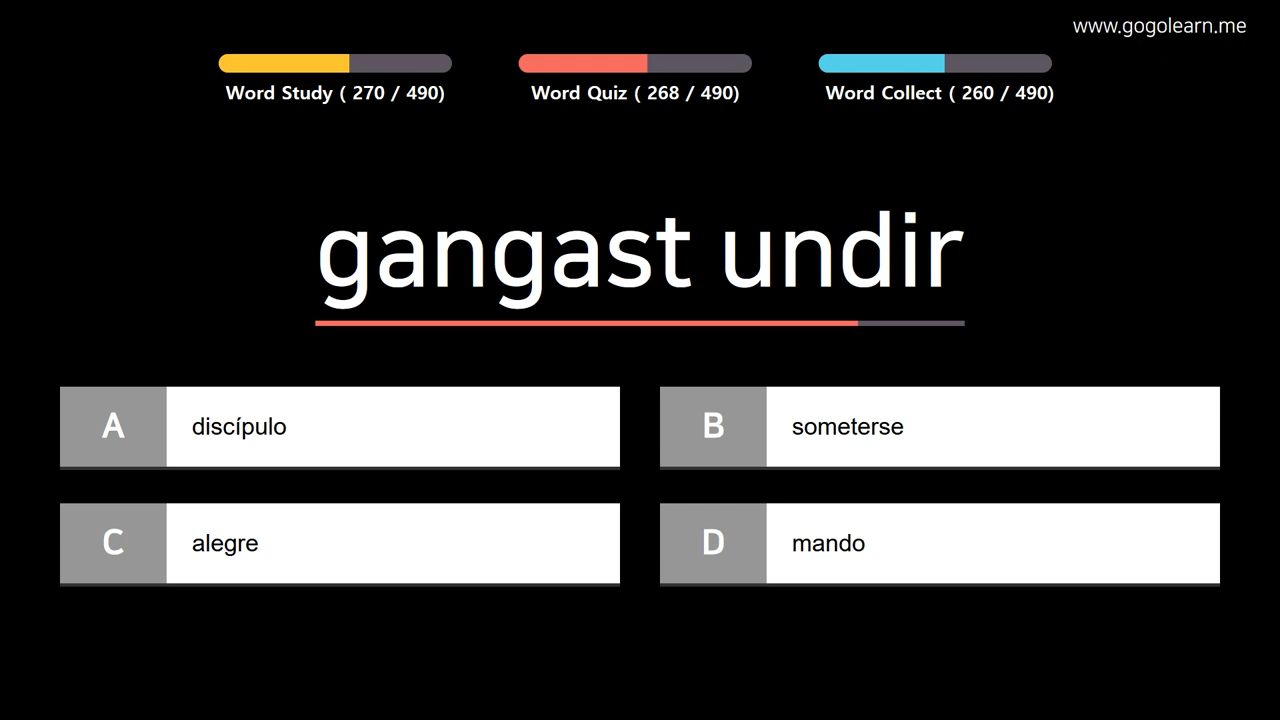 www.gogolearn.me
Word Study ( 270 / 490)
Word Quiz ( 268 / 490)
Word Collect ( 260 / 490)
gangast undir
A discípulo
B someterse
C alegre
D mando